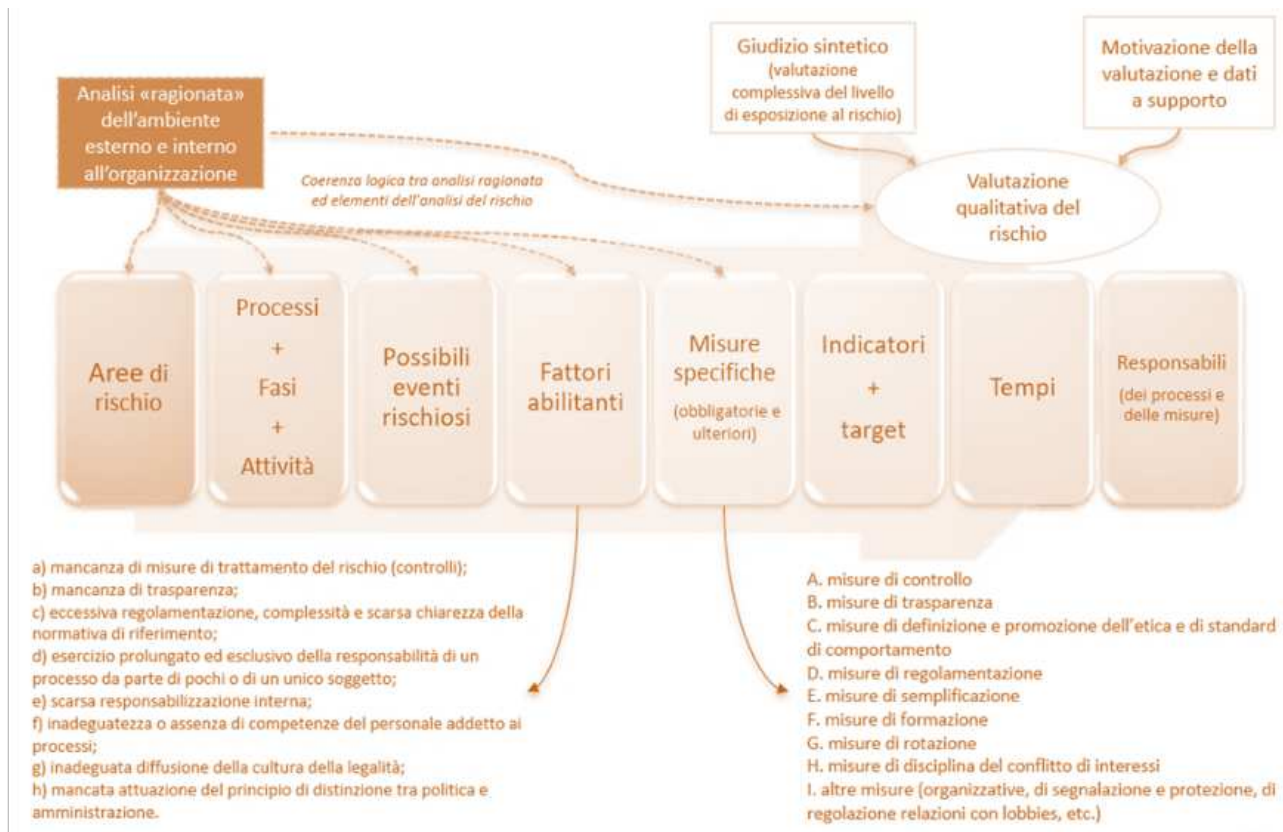 Analisi «ragionata»
dell'ambiente
esterno e interno
all'organizzazione
Giudizio sintetico
(valutazione
complessiva del livello
di esposizione al rischio)
Motivazione della
valutazione e dati
a supporto
Coerenza logica tra analisi ragionata
ed elementi dell'analisi del rischio
Valutazione
qualitativa del
rischio
Aree di
rischio
Processi
+
Fasi
+
Attività
Possibili
eventi
rischiosi
Fattori
abilitanti
Misure
specifiche
(obbligatorie e
ulteriori)
Indicatori
+
target
Tempi
Responsabili
(dei processi e
delle misure)
a) mancanza di misure di trattamento del rischio (controlli);
b) mancanza di trasparenza;
c) eccessiva regolamentazione, complessità e scarsa chiarezza della
normativa di riferimento;
d) esercizio prolungato ed esclusivo della responsabilità di un
processo da parte di pochi o di un unico soggetto;
e) scarsa responsabilizzazione interna;
f) inadeguatezza o assenza di competenze del personale addetto ai
processi;
g) inadeguata diffusione della cultura della legalità;
h) mancata attuazione del principio di distinzione tra politica e
amministrazione.
A. misure di controllo
B. misure di trasparenza
C. misure di definizione e promozione dell'etica e di standard
di comportamento
D. misure di regolamentazione
E. misure di semplificazione
F. misure di formazione
G. misure di rotazione
H. misure di disciplina del conflitto di interessi
I. altre misure (organizzative, di segnalazione e protezione, di
regolazione relazioni con lobbies, etc.)